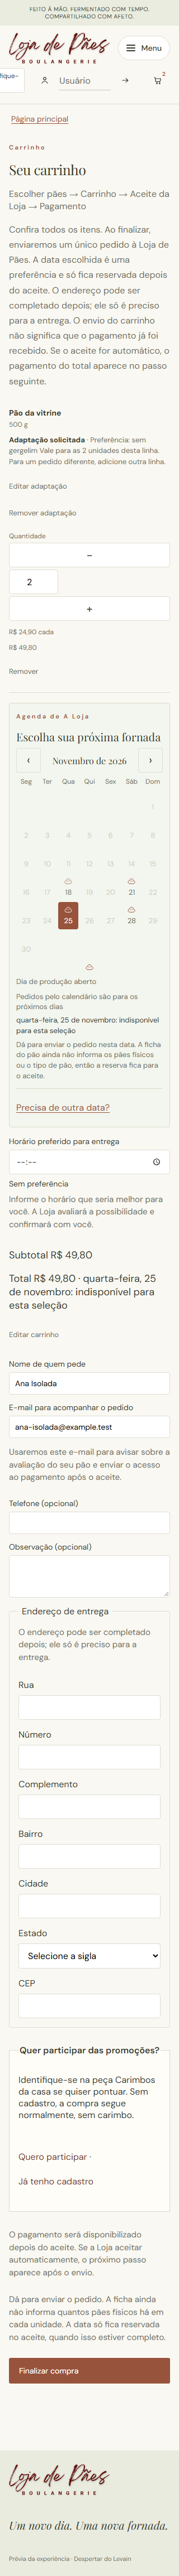 FEITO À MÃO. FERMENTADO COM TEMPO.
COMPARTILHADO COM AFETO.
Loja de Pães
BOULANGERS
Menu
fique-
Usuário
→
2
Página principal
Carrinho
Seu carrinho
Escolher pães → Carrinho → Aceite da
Loja → Pagamento
Confira todos os itens. Ao finalizar,
enviaremos um único pedido à Loja de
Pães. A data escolhida é uma
preferência e só fica reservada depois
do aceite. O endereço pode ser
completado depois; ele só é preciso
para a entrega. O envio do carrinho
não significa que o pagamento já foi
recebido. Se o aceite for automático, o
pagamento do total aparece no passo
seguinte.
Pão da vitrine
500 g
Adaptação solicitada · Preferência: sem
gergelim Vale para as 2 unidades desta linha.
Para um pedido diferente, adicione outra linha.
Editar adaptação
Remover adaptação
Quantidade
−
2
+
R$ 24,90 cada
R$ 49,80
Remover
Agenda de A Loja
Escolha sua próxima fornada
‹ Novembro de 2026 ›
Seg Ter Qua Qui Sex Sáb Dom
1
2 3 4 5 6 7 8
9 10 11 12 13 14 15
16 17 18 19 20 21 22
23 24 25 26 27 28 29
30
Dia de produção aberto
Pedidos pelo calendário são para os
próximos dias
quarta-feira, 25 de novembro: indisponível
para esta seleção
Dá para enviar o pedido nesta data. A ficha
do pão ainda não informa os pães físicos
ou o tipo de pão, então a reserva fica para
o aceite.
Precisa de outra data?
Horário preferido para entrega
--:--
Sem preferência
Informe o horário que seria melhor para
você. A Loja avaliará a possibilidade e
confirmará com você.
Subtotal R$ 49,80
Total R$ 49,80 · quarta-feira, 25
de novembro: indisponível para
esta seleção
Editar carrinho
Nome de quem pede
Ana Isolada
E-mail para acompanhar o pedido
ana-isolada@example.test
Usaremos este e-mail para avisar sobre a
avaliação do seu pão e enviar o acesso
ao pagamento após o aceite.
Telefone (opcional)
Observação (opcional)
Endereço de entrega
O endereço pode ser completado
depois; ele só é preciso para a
entrega.
Rua
Número
Complemento
Bairro
Cidade
Estado
Selecione a sigla
CEP
Quer participar das promoções?
Identifique-se na peça Carimbos
da casa se quiser pontuar. Sem
cadastro, a compra segue
normalmente, sem carimbo.
Quero participar ·
Já tenho cadastro
O pagamento será disponibilizado
depois do aceite. Se a Loja aceitar
automaticamente, o próximo passo
aparece após o envio.
Dá para enviar o pedido. A ficha ainda
não informa quantos pães físicos há em
cada unidade. A data só fica reservada
no aceite, quando isso estiver completo.
Finalizar compra
Loja de Pães
BOULANGERS
Um novo dia. Uma nova fornada.
Prévia da experiência · Despertar do Levain